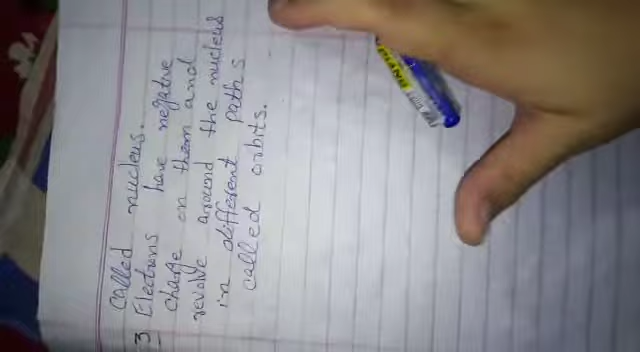 called nucleus.
3 Electrons have negative
charge on them and
revolve around the nucleus
in different paths
called orbits.